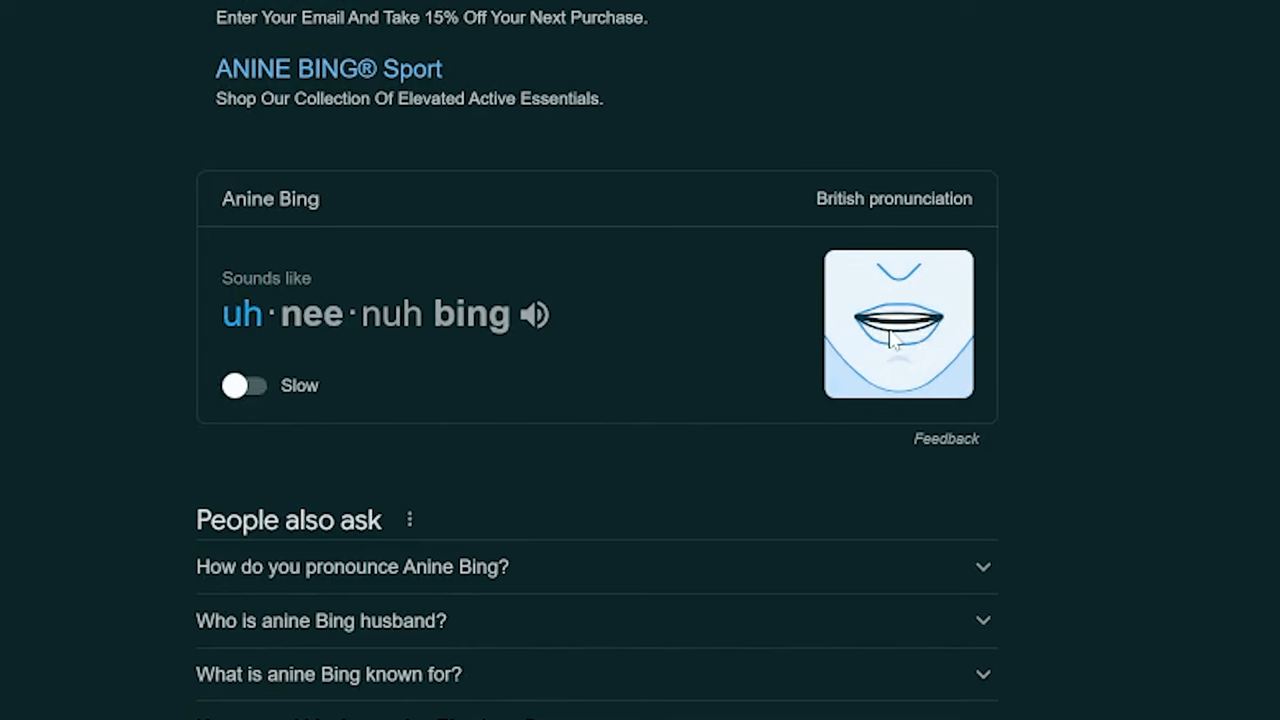 Enter Your Email And Take 15% Off Your Next Purchase.
ANINE BING® Sport
Shop Our Collection Of Elevated Active Essentials.
Anine Bing
British pronunciation
Sounds like
uh·nee·nuh bing
Slow
Feedback
People also ask
How do you pronounce Anine Bing?
Who is anine Bing husband?
What is anine Bing known for?